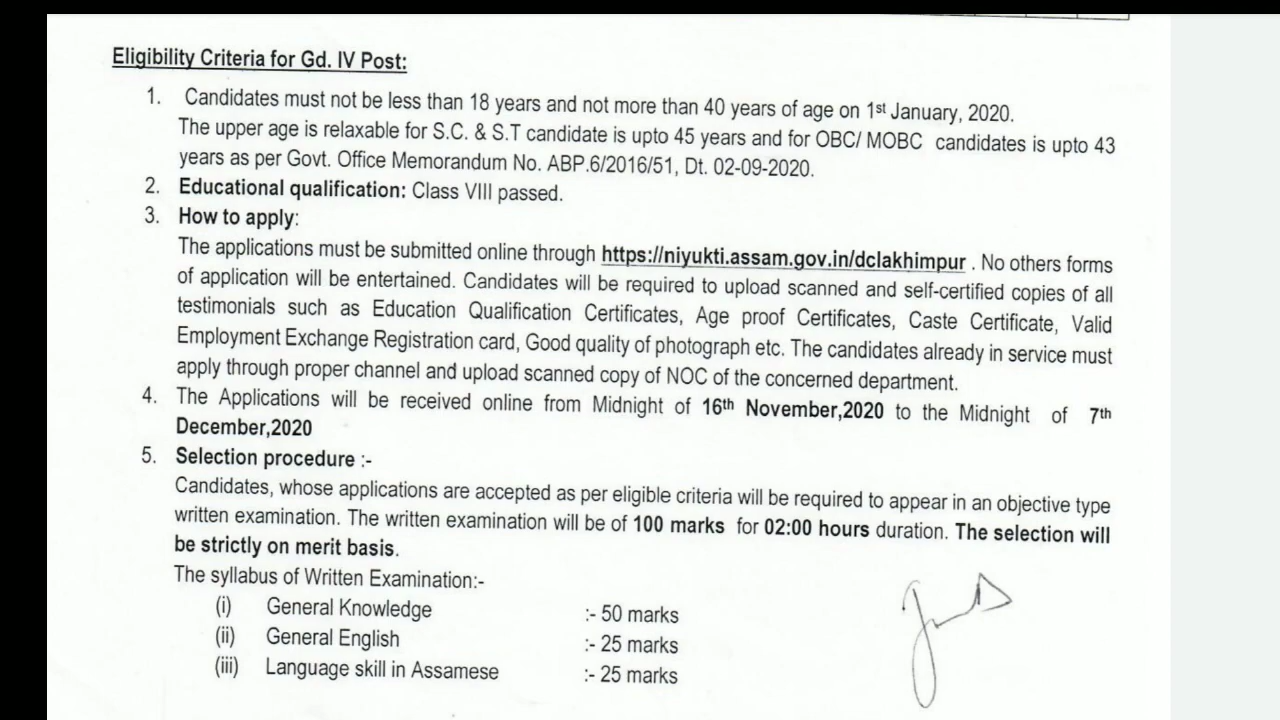 Eligibility Criteria for Gd. IV Post:
1. Candidates must not be less than 18 years and not more than 40 years of age on 1st January, 2020.
The upper age is relaxable for S.C. & S.T candidate is upto 45 years and for OBC/ MOBC candidates is upto 43
years as per Govt. Office Memorandum No. ABP.6/2016/51, Dt. 02-09-2020.
2. Educational qualification: Class VIII passed.
3. How to apply:
The applications must be submitted online through https://niyukti.assam.gov.in/dclakhimpur . No others forms
of application will be entertained. Candidates will be required to upload scanned and self-certified copies of all
testimonials such as Education Qualification Certificates, Age proof Certificates, Caste Certificate, Valid
Employment Exchange Registration card, Good quality of photograph etc. The candidates already in service must
apply through proper channel and upload scanned copy of NOC of the concerned department.
4. The Applications will be received online from Midnight of 16th November,2020 to the Midnight of 7th
December,2020
5. Selection procedure :-
Candidates, whose applications are accepted as per eligible criteria will be required to appear in an objective type
written examination. The written examination will be of 100 marks for 02:00 hours duration. The selection will
be strictly on merit basis.
The syllabus of Written Examination:-
(i) General Knowledge :- 50 marks
(ii) General English :- 25 marks
(iii) Language skill in Assamese :- 25 marks